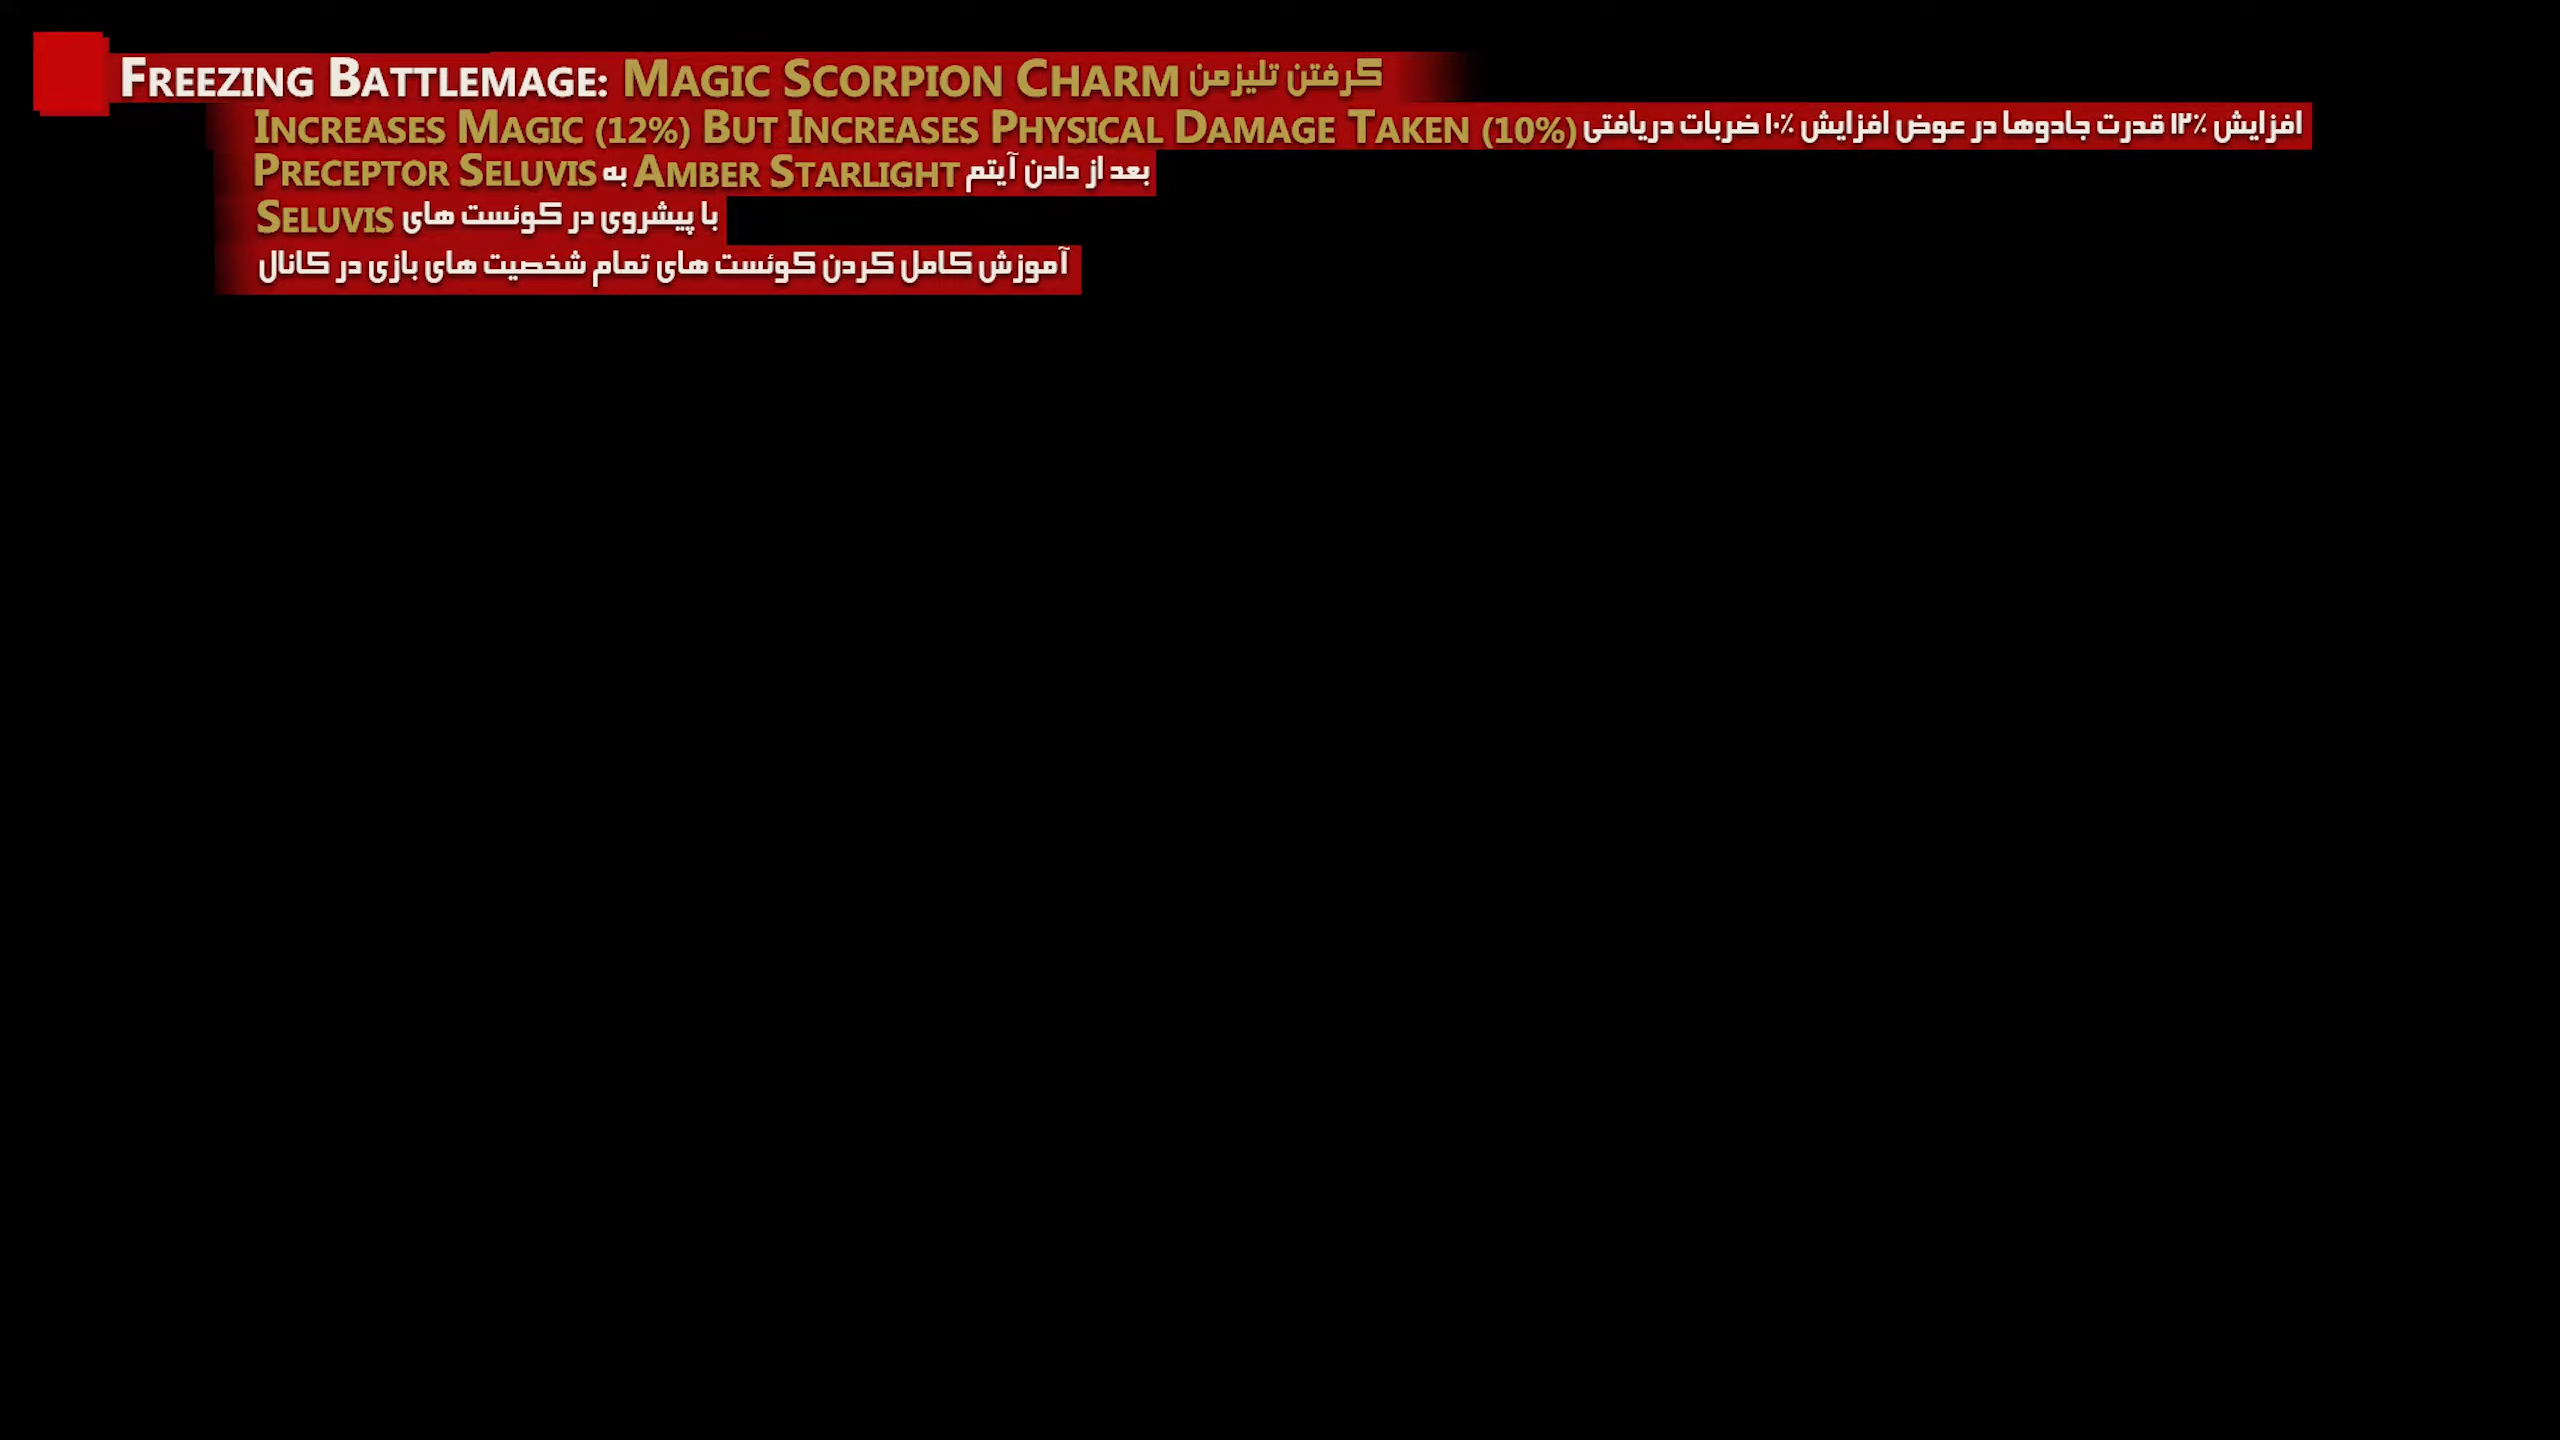 FREEZING BATTLEMAGE: MAGIC SCORPION CHARM گرفتن تلیزمن
INCREASES MAGIC (12%) BUT INCREASES PHYSICAL DAMAGE TAKEN (10%) افزایش ۱۲٪ قدرت جادوها در عوض افزایش ۱۰٪ ضربات دریافتی
بعد از دادن آیتم AMBER STARLIGHT به PRECEPTOR SELUVIS
با پیشروی در کوئست های SELUVIS
آموزش کامل کردن کوئست های تمام شخصیت های بازی در کانال